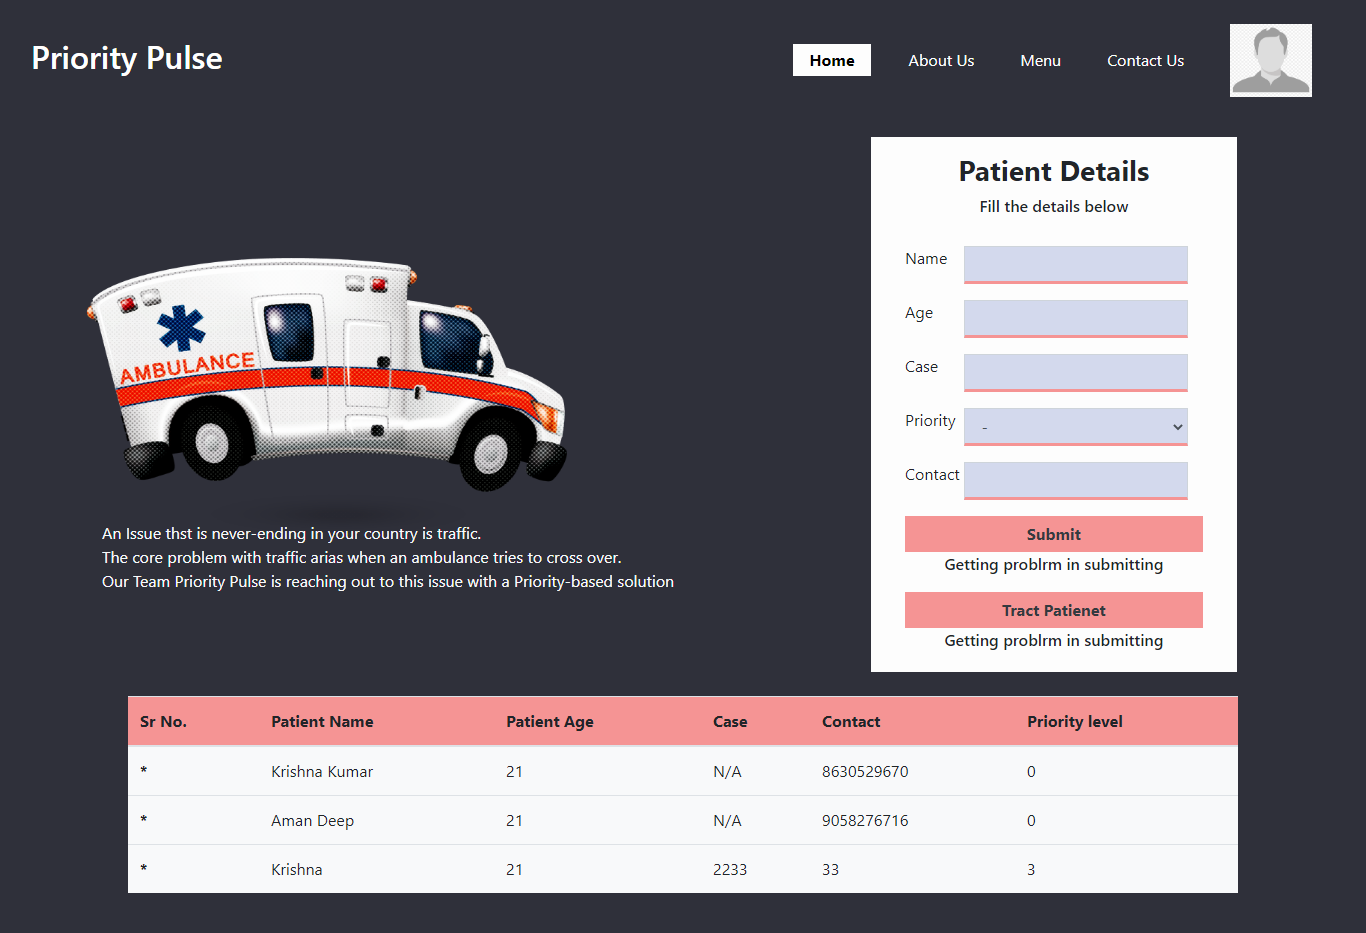 Priority Pulse
Home
About Us
Menu
Contact Us
Patient Details
Fill the details below
Name
Age
Case
Priority
-
Contact
Submit
Getting problrm in submitting
Tract Patienet
Getting problrm in submitting
AMBULANCE
An Issue thst is never-ending in your country is traffic.
The core problem with traffic arias when an ambulance tries to cross over.
Our Team Priority Pulse is reaching out to this issue with a Priority-based solution
Sr No. Patient Name Patient Age Case Contact Priority level
* Krishna Kumar 21 N/A 8630529670 0
* Aman Deep 21 N/A 9058276716 0
* Krishna 21 2233 33 3